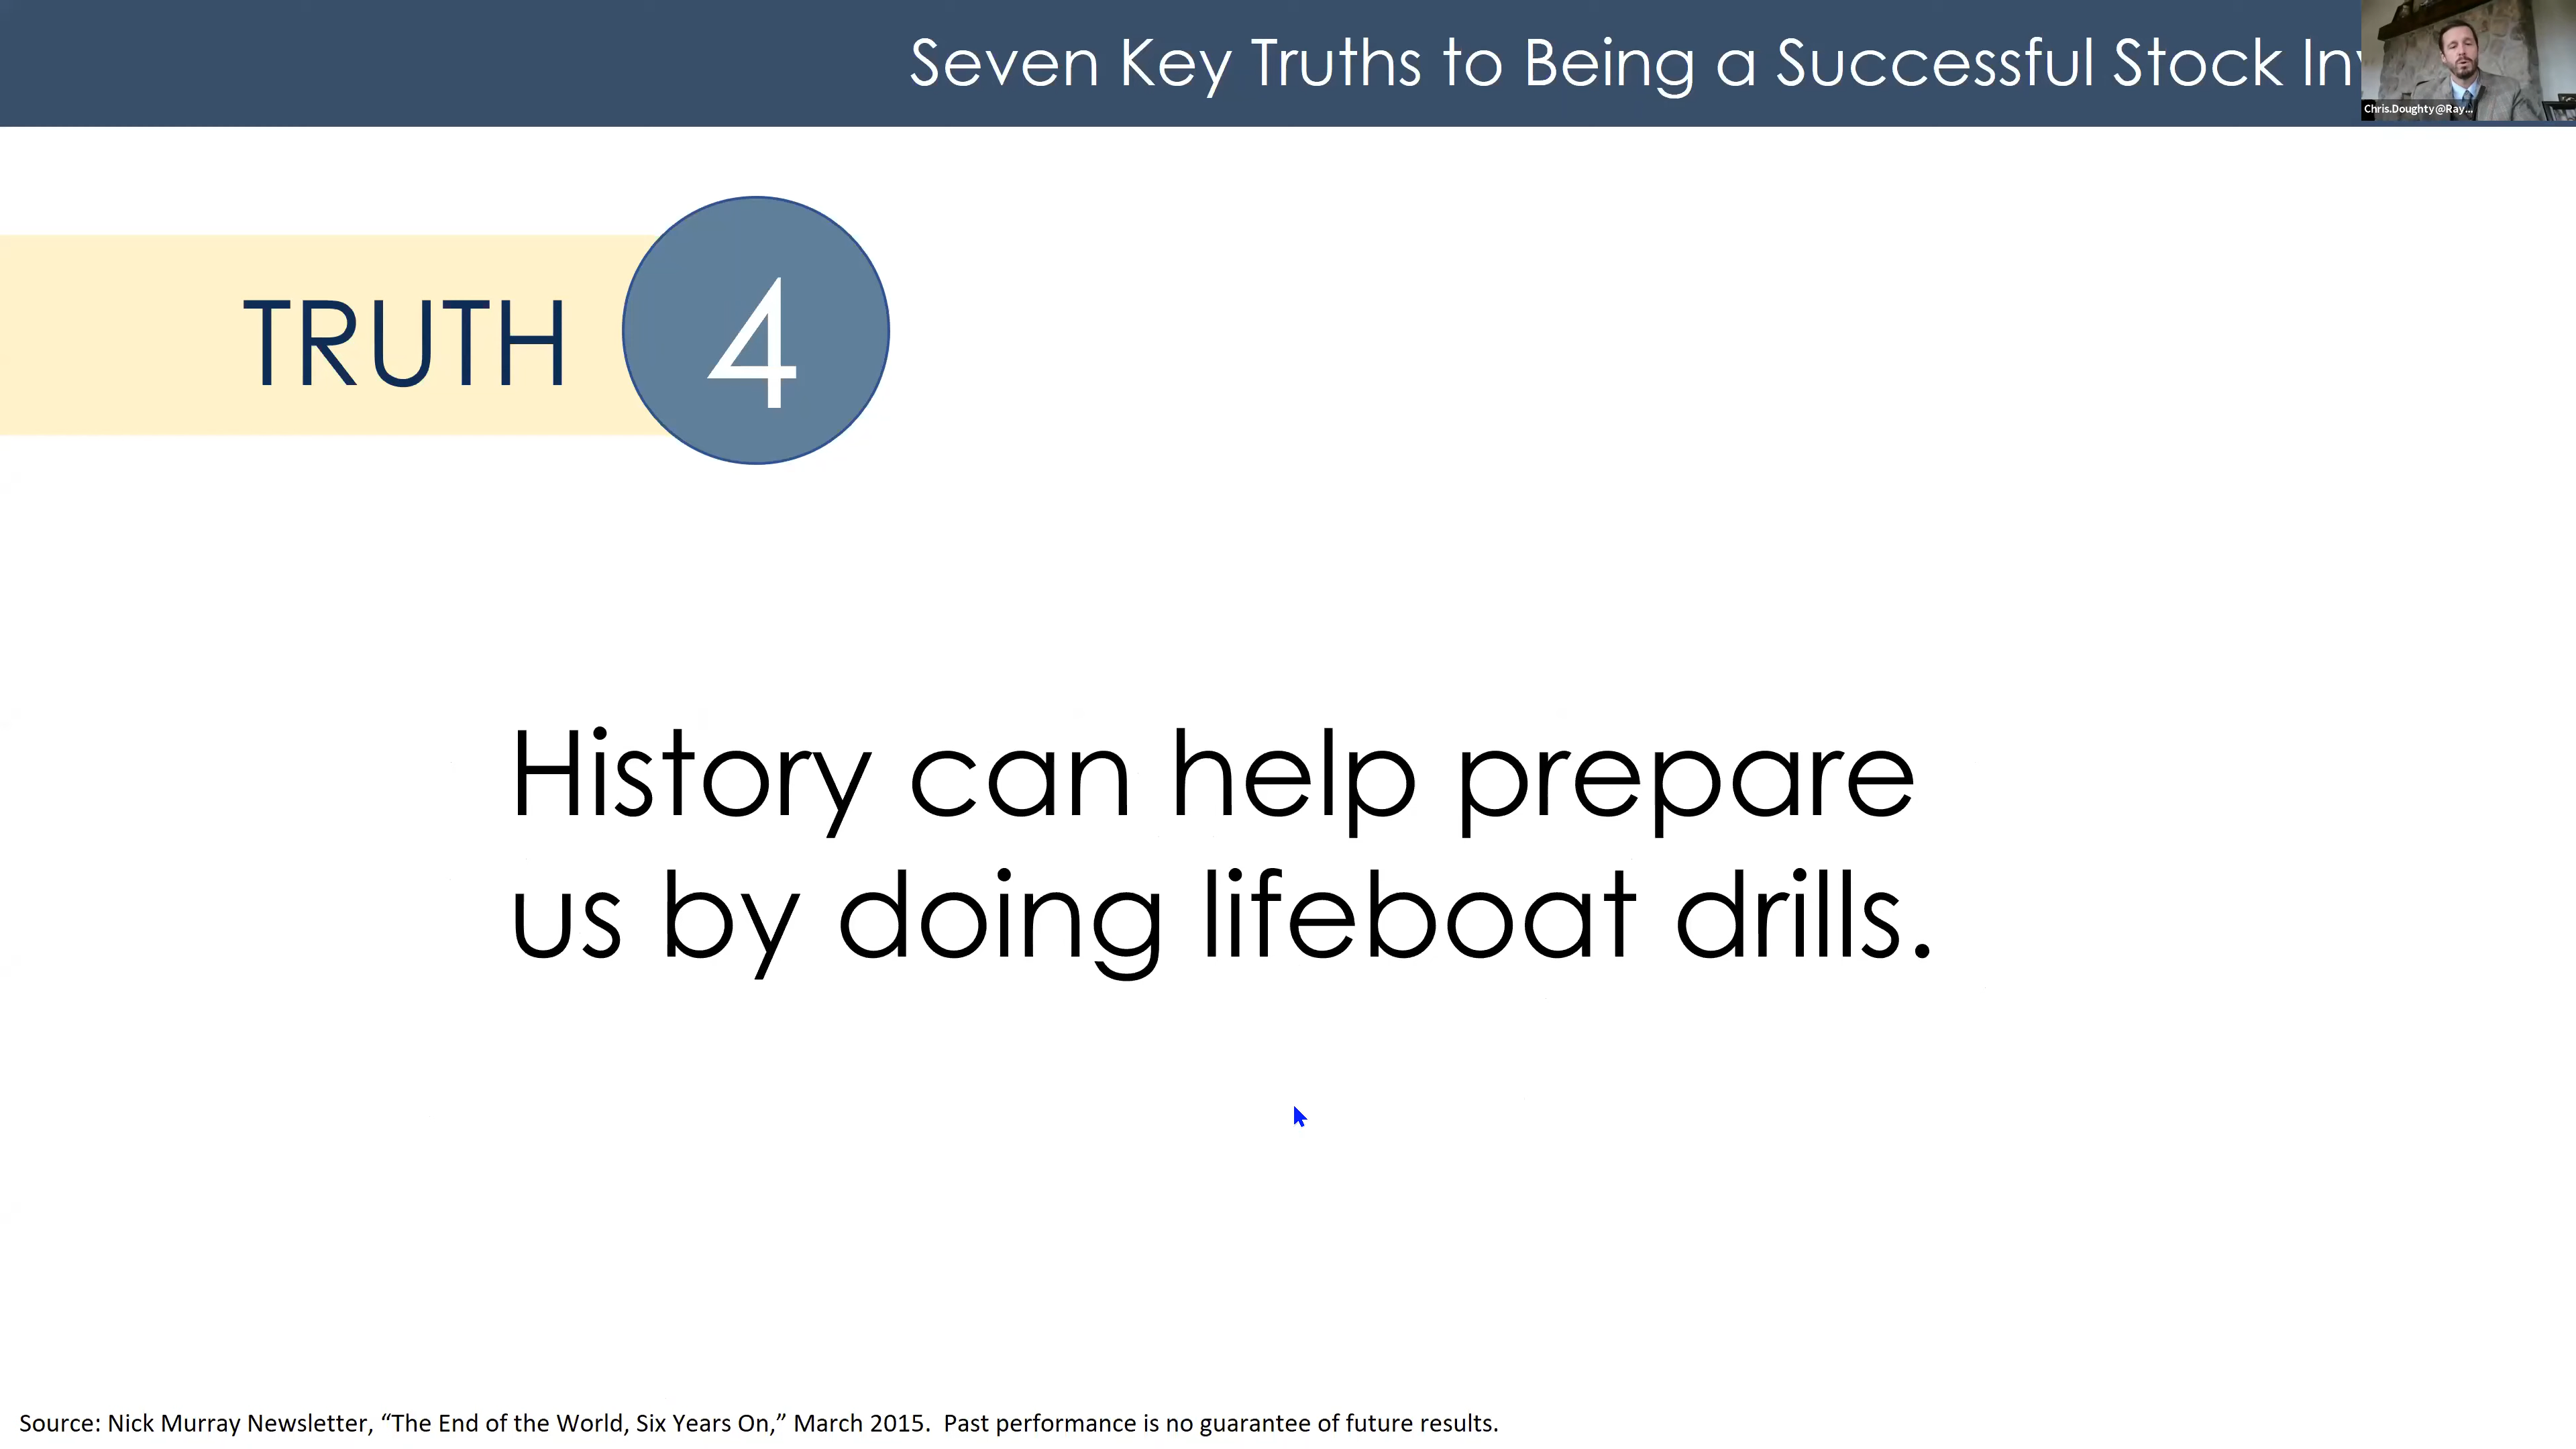 Seven Key Truths to Being a Successful Stock
Chris.Doughty@Ray...
TRUTH 4
History can help prepare
us by doing lifeboat drills.
Source: Nick Murray Newsletter, “The End of the World, Six Years On,” March 2015.  Past performance is no guarantee of future results.